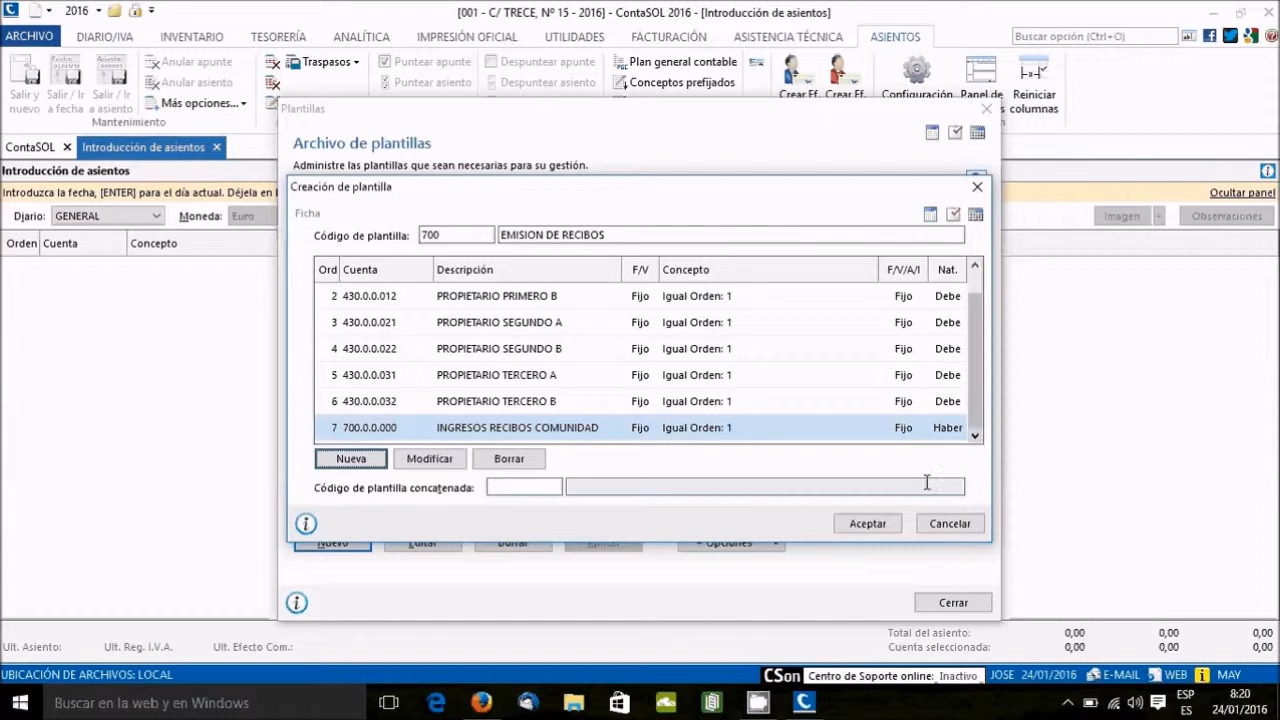 2016
[001 - C/ TRECE, Nº 15 - 2016] - ContaSOL 2016 - [Introducción de asientos]
ARCHIVO DIARIO/IVA INVENTARIO TESORERÍA ANALÍTICA IMPRESIÓN OFICIAL UTILIDADES FACTURACIÓN ASISTENCIA TÉCNICA ASIENTOS Buscar opción (Ctrl+O)
Salir y nuevo
Salir / Ir a fecha
Salir / Ir a asiento
Mantenimiento
Anular apunte
Anular asiento
Más opciones...
Traspasos
Puntear apunte
Puntear asiento
Despuntear apunte
Despuntear asiento
Plan general contable
Conceptos prefijados
Crear Ef.
Crear Ef.
Configuración
Panel de
Reiniciar columnas
ContaSOL
Introducción de asientos
Introducción de asientos
Introduzca la fecha, [ENTER] para el día actual. Déjela en
Ocultar panel
Diario: GENERAL Moneda: Euro Imagen Observaciones
Orden Cuenta Concepto
Plantillas
Archivo de plantillas
Administre las plantillas que sean necesarias para su gestión.
Creación de plantilla
Ficha
Código de plantilla: 700 EMISION DE RECIBOS
Ord Cuenta Descripción F/V Concepto F/V/A/I Nat.
2 430.0.0.012 PROPIETARIO PRIMERO B Fijo Igual Orden: 1 Fijo Debe
3 430.0.0.021 PROPIETARIO SEGUNDO A Fijo Igual Orden: 1 Fijo Debe
4 430.0.0.022 PROPIETARIO SEGUNDO B Fijo Igual Orden: 1 Fijo Debe
5 430.0.0.031 PROPIETARIO TERCERO A Fijo Igual Orden: 1 Fijo Debe
6 430.0.0.032 PROPIETARIO TERCERO B Fijo Igual Orden: 1 Fijo Debe
7 700.0.0.000 INGRESOS RECIBOS COMUNIDAD Fijo Igual Orden: 1 Fijo Haber
Nueva Modificar Borrar
Código de plantilla concatenada:
Aceptar Cancelar
Nuevo Editar Borrar Opciones
Cerrar
Ult. Asiento: Ult. Reg. I.V.A. Ult. Efecto Com.:
Total del asiento: 0,00 0,00 0,00
Cuenta seleccionada: 0,00 0,00 0,00
UBICACIÓN DE ARCHIVOS: LOCAL
CSon Centro de Soporte online: Inactivo JOSE 24/01/2016 E-MAIL WEB MAY
Buscar en la web y en Windows
ESP
ES
8:20
24/01/2016